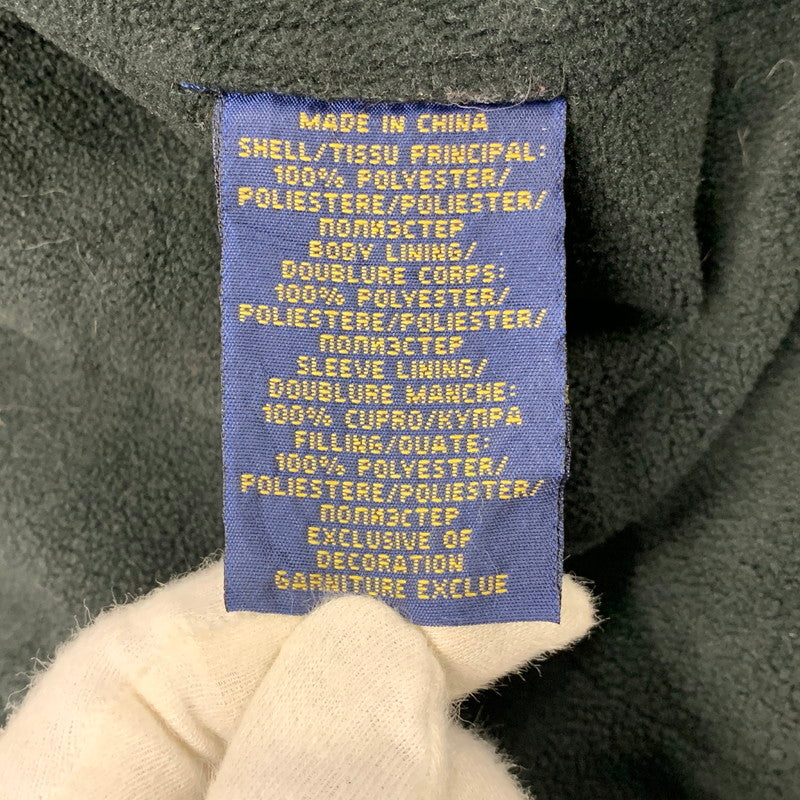 MADE IN CHINA
SHELL/TISSU PRINCIPAL:
100% POLYESTER/
POLIESTERE/POLIESTER/
ПОЛИЭСТЕР
BODY LINING/
DOUBLURE CORPS:
100% POLYESTER/
POLIESTERE/POLIESTER/
ПОЛИЭСТЕР
SLEEVE LINING/
DOUBLURE MANCHE:
100% CUPRO/КУПРА
FILLING/OUATE:
100% POLYESTER/
POLIESTERE/POLIESTER/
ПОЛИЭСТЕР
EXCLUSIVE OF
DECORATION
GARNITURE EXCLUE